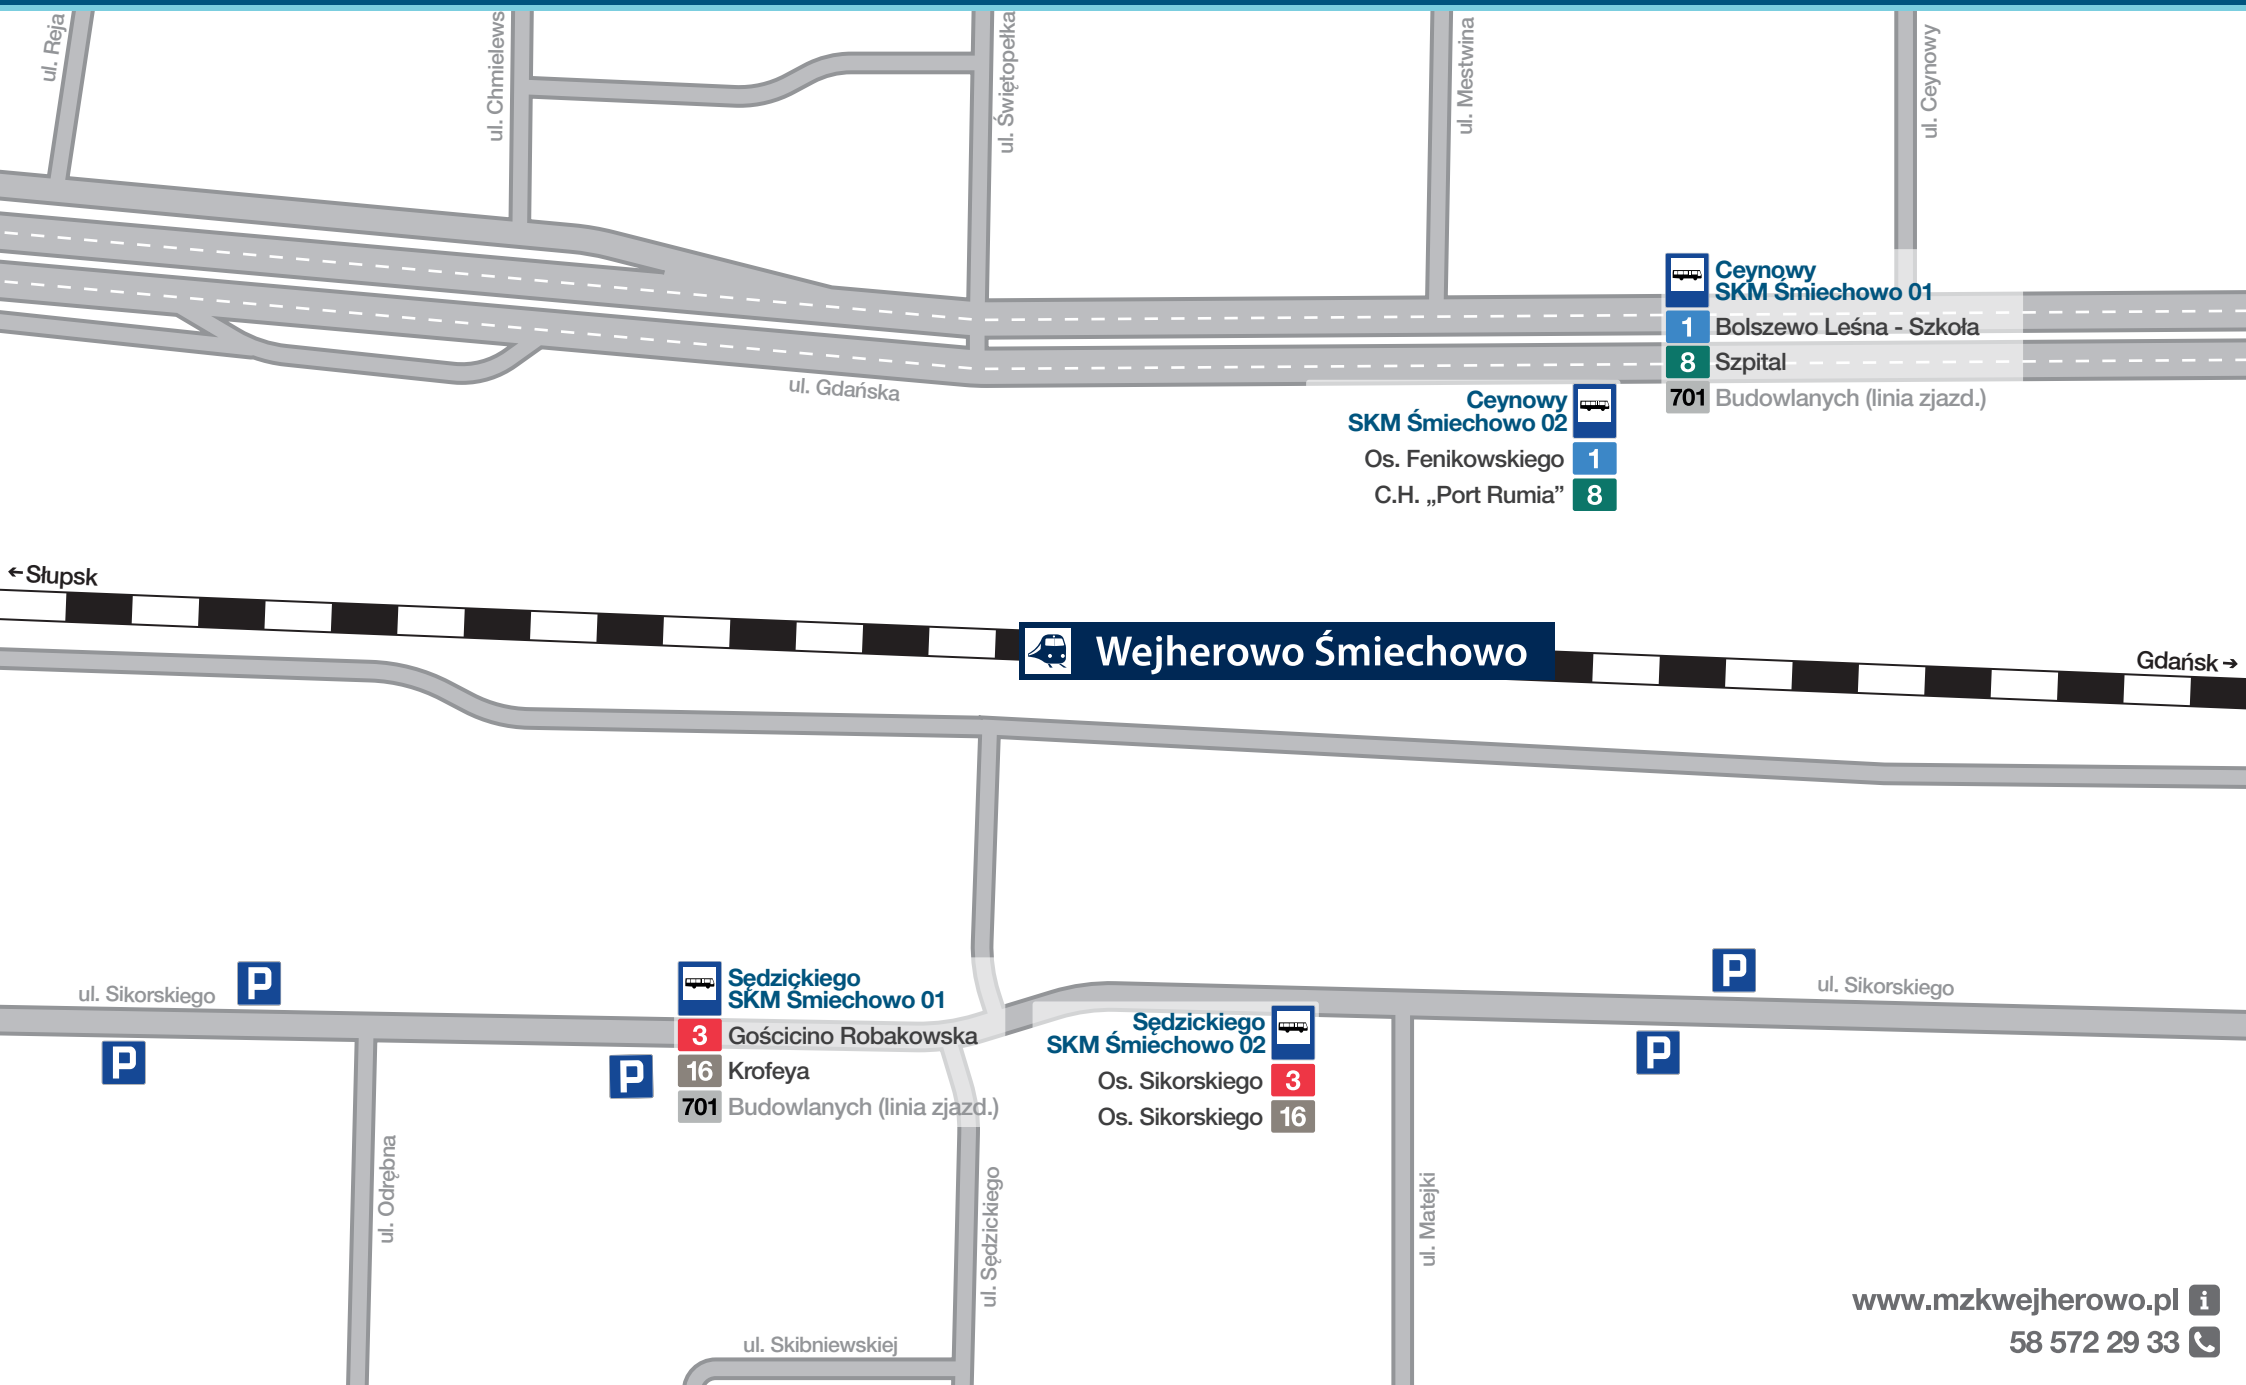 ul. Reja
ul. Chmielews
ul. Świętopełka
ul. Mestwina
ul. Ceynowy
Ceynowy
SKM Śmiechowo 01
1 Bolszewo Leśna - Szkoła
8 Szpital
701 Budowlanych (linia zjazd.)
ul. Gdańska
Ceynowy
SKM Śmiechowo 02
Os. Fenikowskiego 1
C.H. „Port Rumia” 8
←Słupsk
Wejherowo Śmiechowo
Gdańsk→
ul. Sikorskiego
P
P
P
Sędzickiego
SKM Śmiechowo 01
3 Gościcino Robakowska
16 Krofeya
701 Budowlanych (linia zjazd.)
Sędzickiego
SKM Śmiechowo 02
Os. Sikorskiego 3
Os. Sikorskiego 16
P
P
ul. Sikorskiego
ul. Odrębna
ul. Sędzickiego
ul. Matejki
ul. Skibniewskiej
www.mzkwejherowo.pl i
58 572 29 33